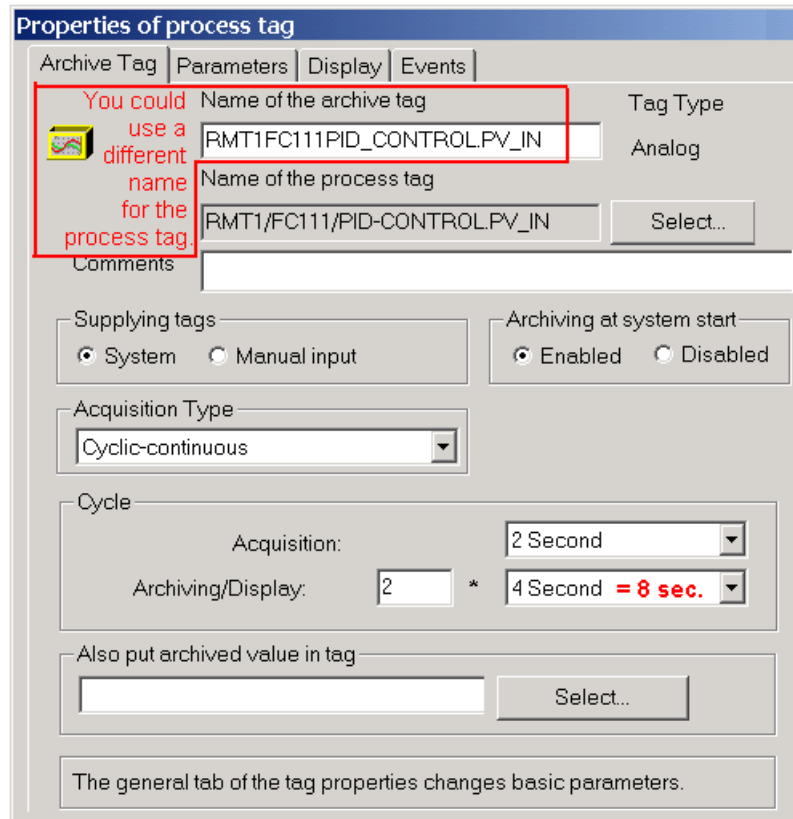 Properties of process tag
Archive Tag Parameters Display Events
You could use a different name for the process tag.
Name of the archive tag
Tag Type
RMT1FC111PID_CONTROL.PV_IN
Analog
Name of the process tag
RMT1/FC111/PID-CONTROL.PV_IN
Select...
Comments
Supplying tags
System Manual input
Archiving at system start
Enabled Disabled
Acquisition Type
Cyclic-continuous
Cycle
Acquisition: 2 Second
Archiving/Display: 2 * 4 Second = 8 sec.
Also put archived value in tag
Select...
The general tab of the tag properties changes basic parameters.